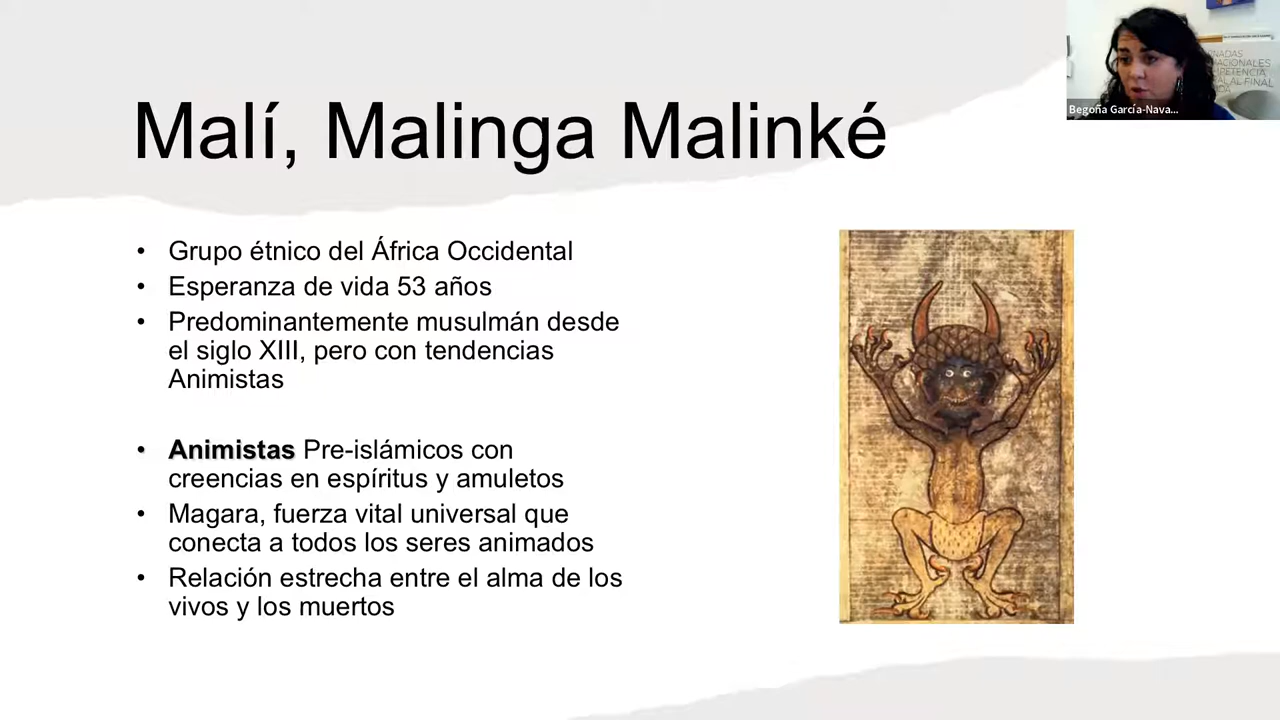 Malí, Malinga Malinké
• Grupo étnico del África Occidental
• Esperanza de vida 53 años
• Predominantemente musulmán desde
el siglo XIII, pero con tendencias
Animistas
• Animistas Pre-islámicos con
creencias en espíritus y amuletos
• Magara, fuerza vital universal que
conecta a todos los seres animados
• Relación estrecha entre el alma de los
vivos y los muertos
Begoña García-Nava...